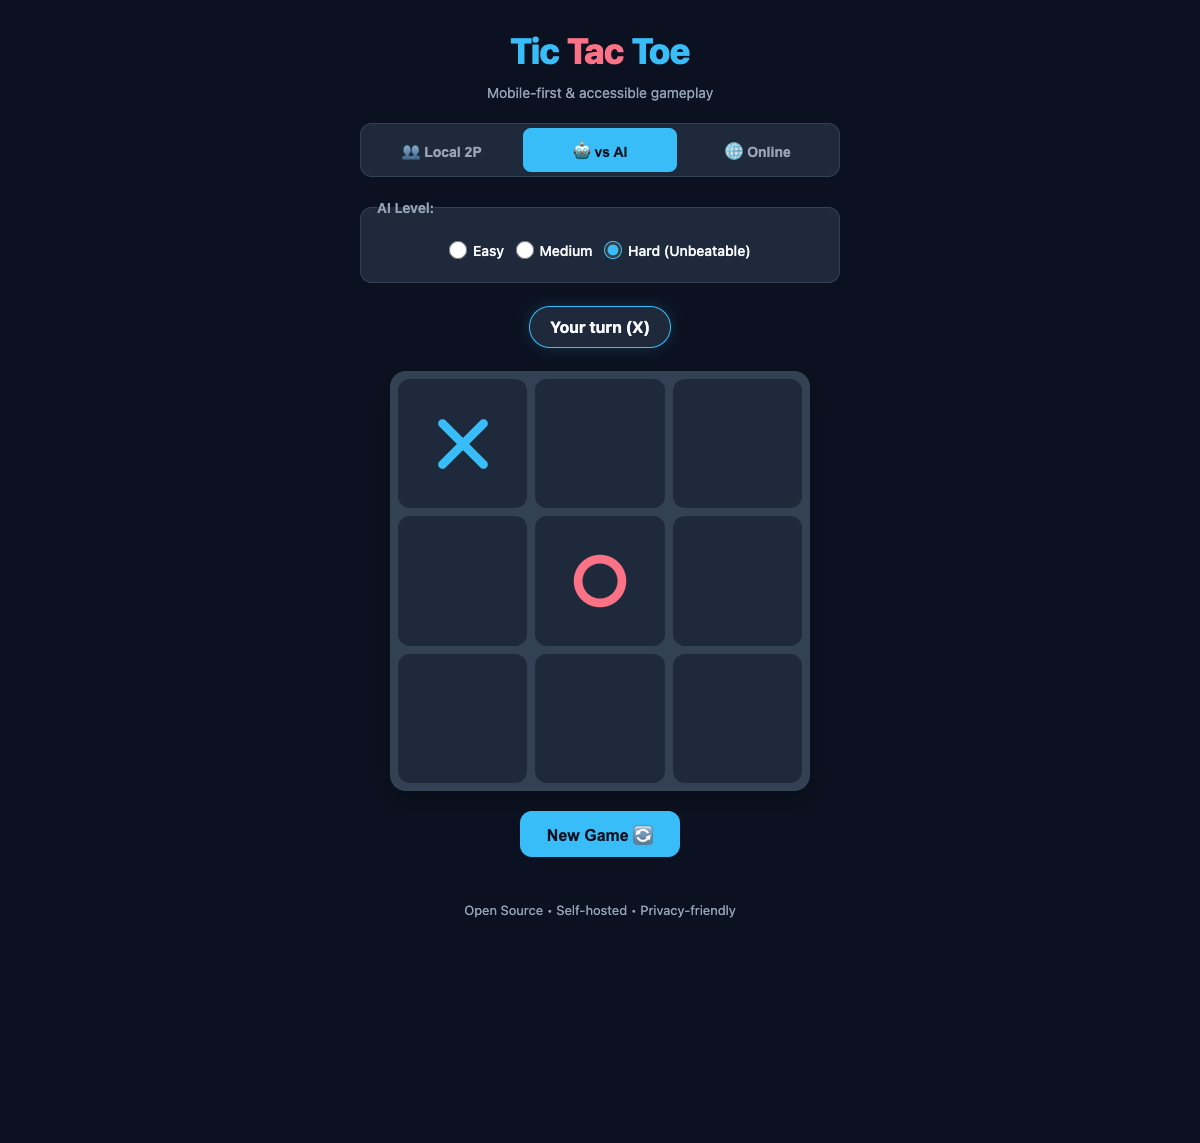 Tic Tac Toe
Mobile-first & accessible gameplay
👥 Local 2P
🤖 vs AI
🌐 Online
AI Level:
Easy
Medium
Hard (Unbeatable)
Your turn (X)
New Game 🔄
Open Source • Self-hosted • Privacy-friendly